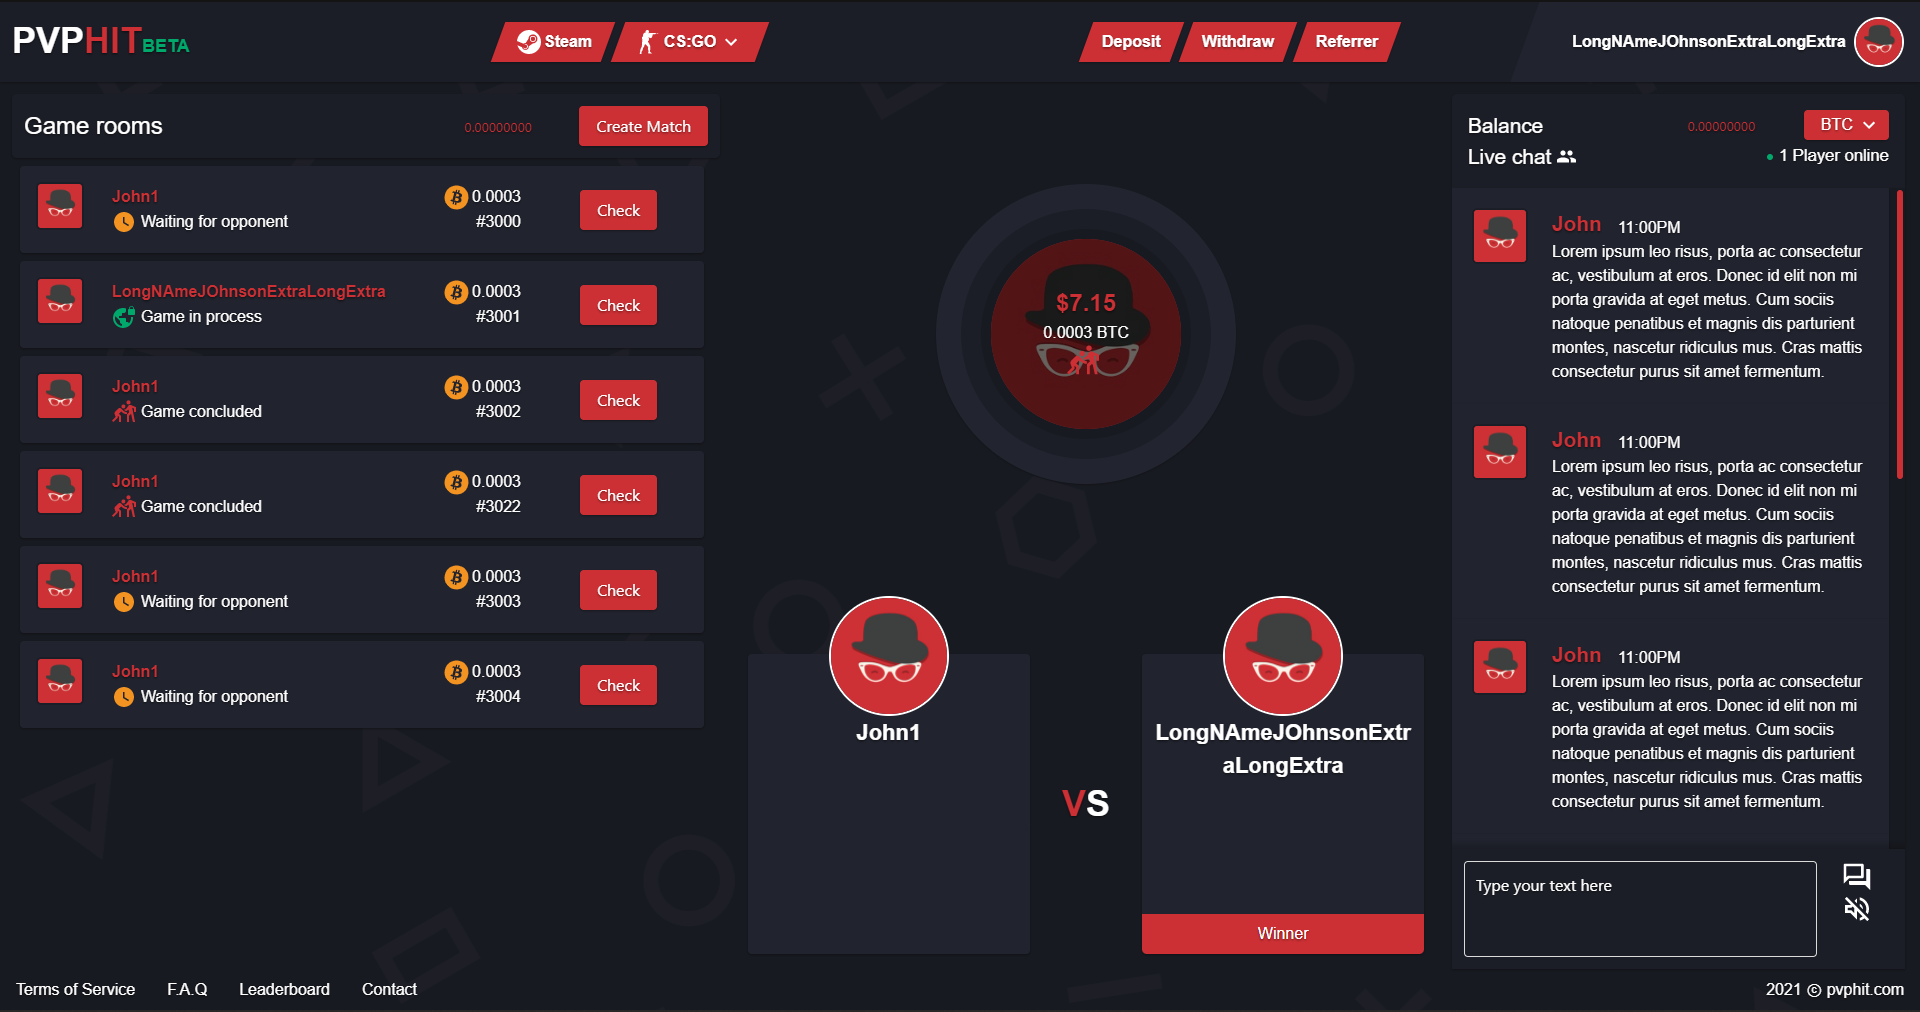 PVPHITBETA
Steam
CS:GO
Deposit
Withdraw
Referrer
LongNAmeJOhnsonExtraLongExtra
Game rooms
0.00000000
Create Match
John1
Waiting for opponent
0.0003
#3000
Check
LongNAmeJOhnsonExtraLongExtra
Game in process
0.0003
#3001
Check
John1
Game concluded
0.0003
#3002
Check
John1
Game concluded
0.0003
#3022
Check
John1
Waiting for opponent
0.0003
#3003
Check
John1
Waiting for opponent
0.0003
#3004
Check
$7.15
0.0003 BTC
John1
VS
LongNAmeJOhnsonExtr
aLongExtra
Winner
Balance
0.00000000
BTC
Live chat
1 Player online
John 11:00PM
Lorem ipsum leo risus, porta ac consectetur
ac, vestibulum at eros. Donec id elit non mi
porta gravida at eget metus. Cum sociis
natoque penatibus et magnis dis parturient
montes, nascetur ridiculus mus. Cras mattis
consectetur purus sit amet fermentum.
John 11:00PM
Lorem ipsum leo risus, porta ac consectetur
ac, vestibulum at eros. Donec id elit non mi
porta gravida at eget metus. Cum sociis
natoque penatibus et magnis dis parturient
montes, nascetur ridiculus mus. Cras mattis
consectetur purus sit amet fermentum.
John 11:00PM
Lorem ipsum leo risus, porta ac consectetur
ac, vestibulum at eros. Donec id elit non mi
porta gravida at eget metus. Cum sociis
natoque penatibus et magnis dis parturient
montes, nascetur ridiculus mus. Cras mattis
consectetur purus sit amet fermentum.
Type your text here
Terms of Service
F.A.Q
Leaderboard
Contact
2021 © pvphit.com